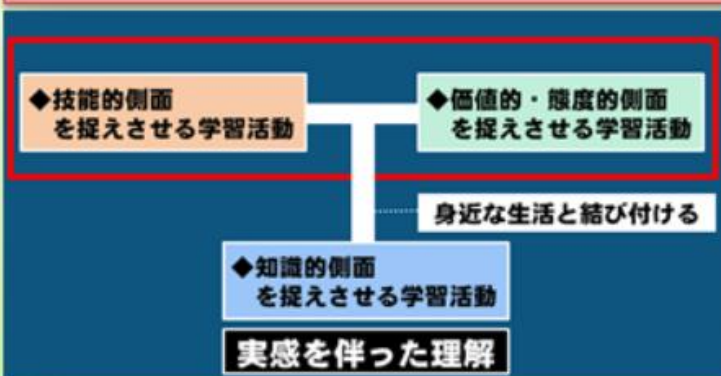 ◆技能的側面
を捉えさせる学習活動
◆価値的・態度的側面
を捉えさせる学習活動
身近な生活と結び付ける
◆知識的側面
を捉えさせる学習活動
実感を伴った理解